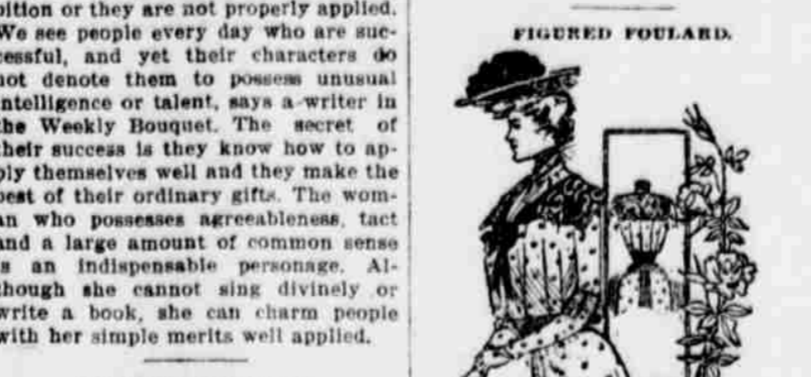 bition or they are not properly applied.
We see people every day who are suc-
cessful, and yet their characters do
not denote them to possess unusual
intelligence or talent, says a writer in
the Weekly Bouquet. The secret of
their success is they know how to ap-
ply themselves well and they make the
best of their ordinary gifts. The wom-
an who possesses agreeableness, tact
and a large amount of common sense
is an indispensable personage. Al-
though she cannot sing divinely or
write a book, she can charm people
with her simple merits well applied.
FIGURED FOULARD.